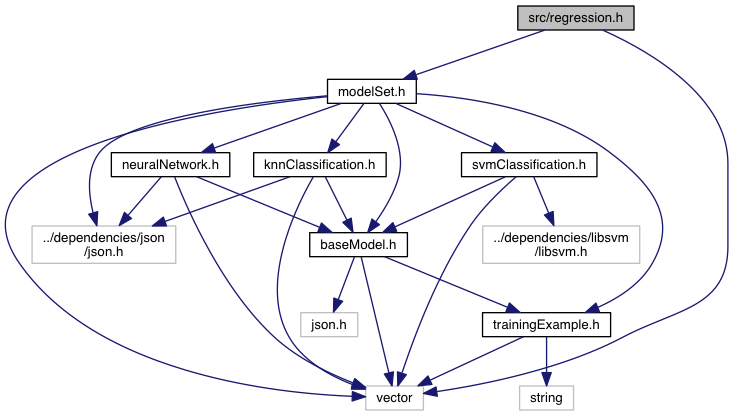 src/regression.h
modelSet.h
neuralNetwork.h
knnClassification.h
svmClassification.h
../dependencies/json
/json.h
baseModel.h
../dependencies/libsvm
/libsvm.h
json.h
trainingExample.h
vector
string